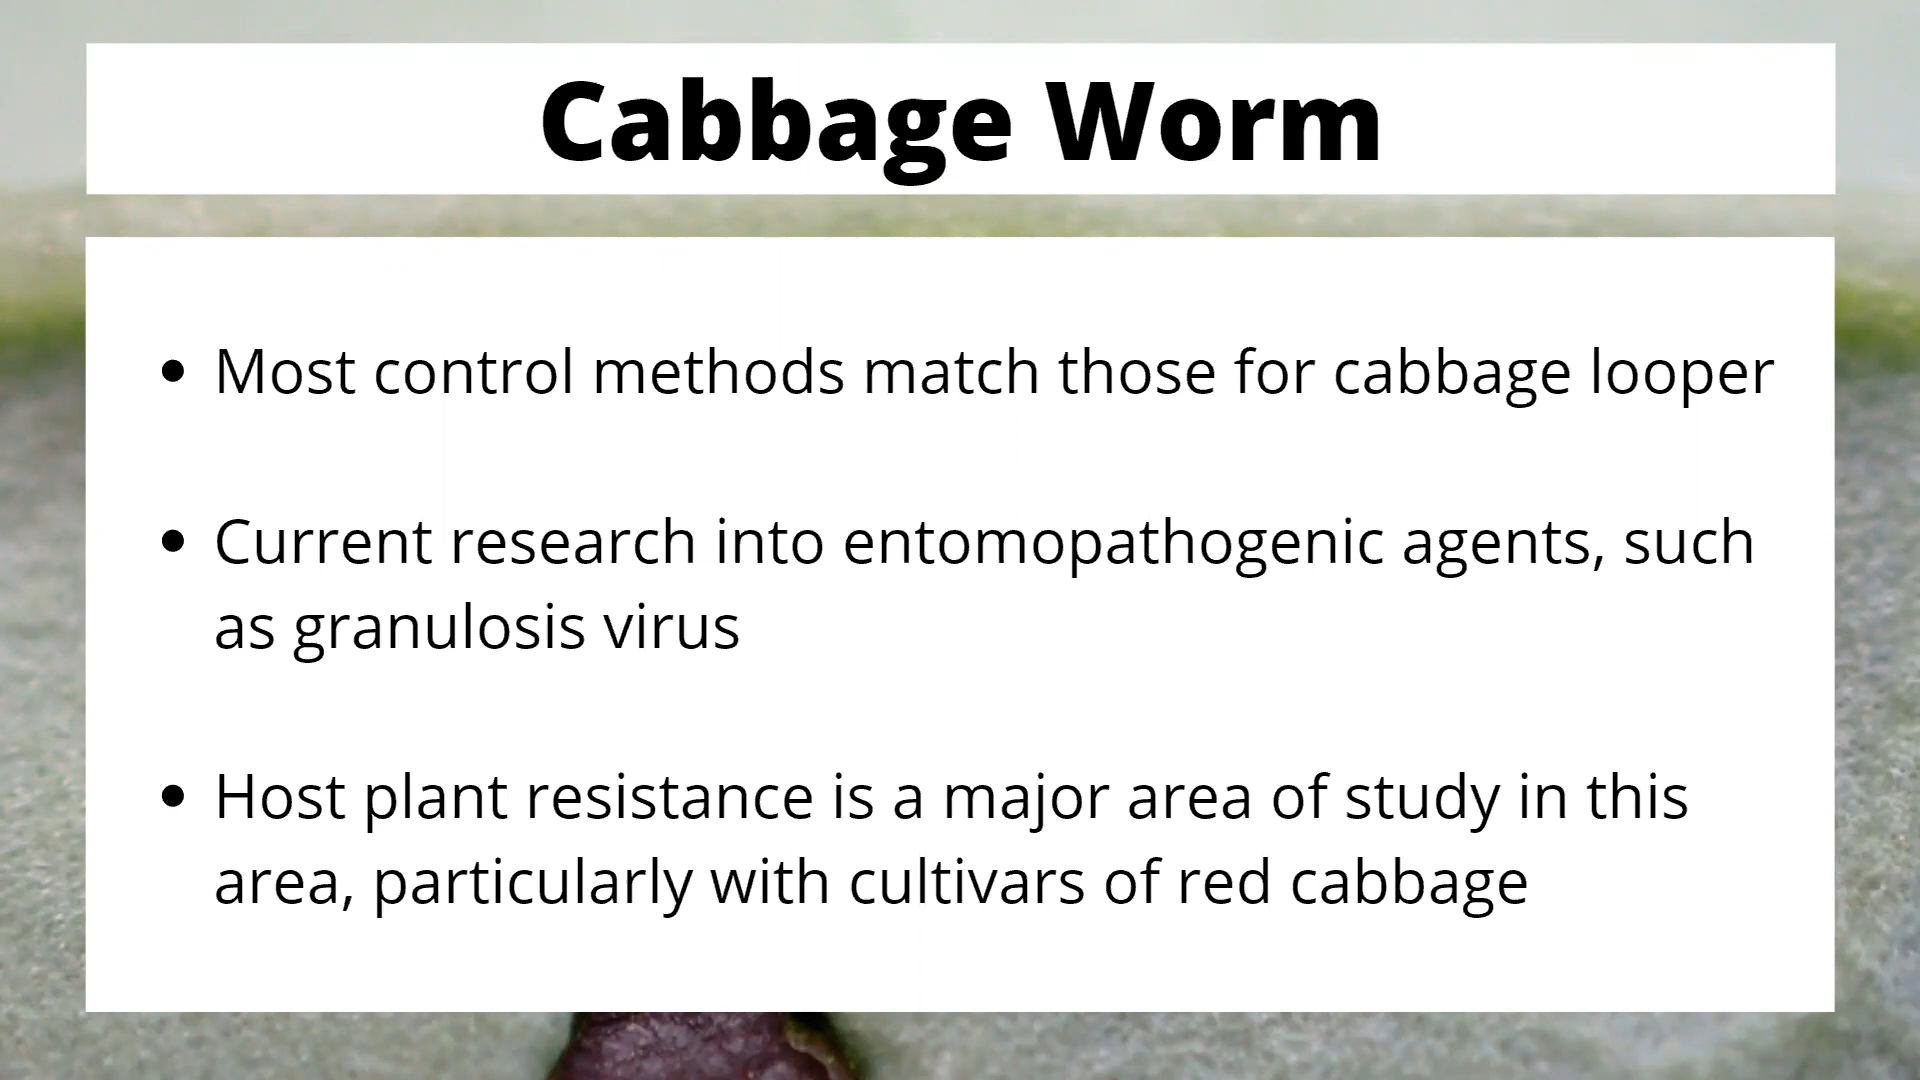 Cabbage Worm
• Most control methods match those for cabbage looper
• Current research into entomopathogenic agents, such
as granulosis virus
• Host plant resistance is a major area of study in this
area, particularly with cultivars of red cabbage